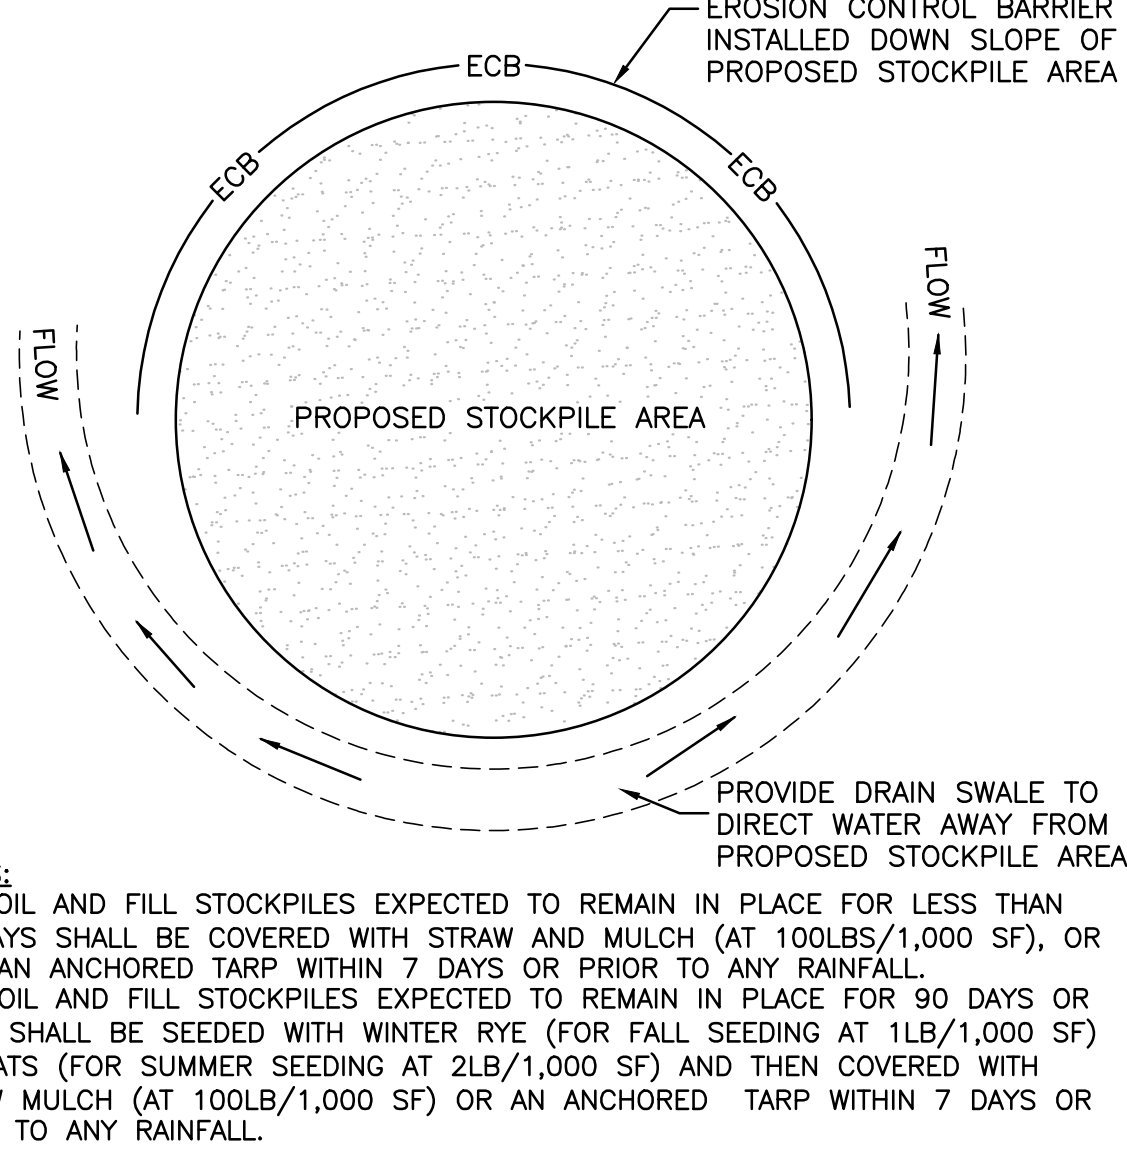 EROSION CONTROL BARRIER
INSTALLED DOWN SLOPE OF
PROPOSED STOCKPILE AREA
ECB
ECB
ECB
FLOW
FLOW
PROPOSED STOCKPILE AREA
PROVIDE DRAIN SWALE TO
DIRECT WATER AWAY FROM
PROPOSED STOCKPILE AREA
S:
OIL AND FILL STOCKPILES EXPECTED TO REMAIN IN PLACE FOR LESS THAN
AYS SHALL BE COVERED WITH STRAW AND MULCH (AT 100LBS/1,000 SF), OR
AN ANCHORED TARP WITHIN 7 DAYS OR PRIOR TO ANY RAINFALL.
OIL AND FILL STOCKPILES EXPECTED TO REMAIN IN PLACE FOR 90 DAYS OR
SHALL BE SEEDED WITH WINTER RYE (FOR FALL SEEDING AT 1LB/1,000 SF)
ATS (FOR SUMMER SEEDING AT 2LB/1,000 SF) AND THEN COVERED WITH
MULCH (AT 100LB/1,000 SF) OR AN ANCHORED TARP WITHIN 7 DAYS OR
TO ANY RAINFALL.